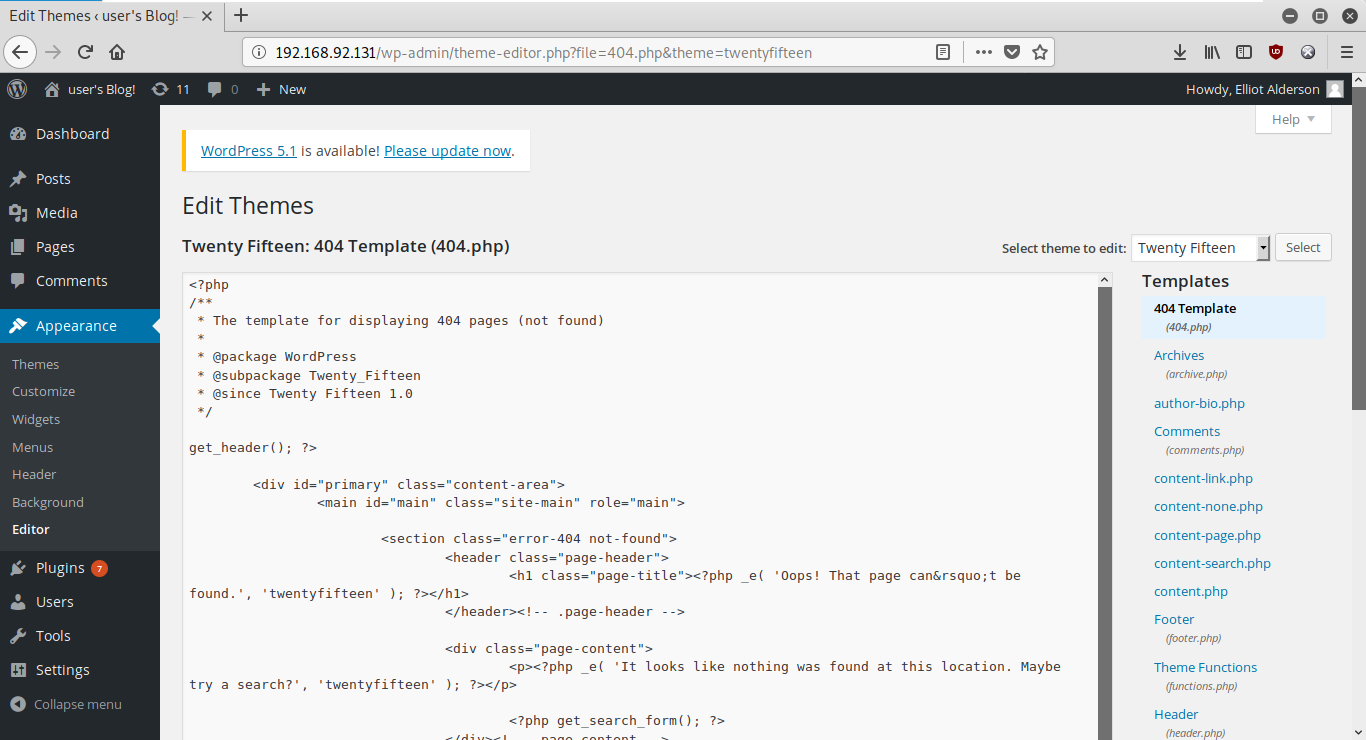 Edit Themes ‹ user's Blog! —
192.168.92.131/wp-admin/theme-editor.php?file=404.php&theme=twentyfifteen
user's Blog! 11 0 New
Howdy, Elliot Alderson
Help
Dashboard
Posts
Media
Pages
Comments
Appearance
Themes
Customize
Widgets
Menus
Header
Background
Editor
Plugins 7
Users
Tools
Settings
Collapse menu
WordPress 5.1 is available! Please update now.
Edit Themes
Twenty Fifteen: 404 Template (404.php)
Select theme to edit: Twenty Fifteen Select
<?php
/**
 * The template for displaying 404 pages (not found)
 *
 * @package WordPress
 * @subpackage Twenty_Fifteen
 * @since Twenty Fifteen 1.0
 */
get_header(); ?>
<div id="primary" class="content-area">
<main id="main" class="site-main" role="main">
<section class="error-404 not-found">
<header class="page-header">
<h1 class="page-title"><?php _e( 'Oops! That page can&rsquo;t be
found.', 'twentyfifteen' ); ?></h1>
</header><!-- .page-header -->
<div class="page-content">
<p><?php _e( 'It looks like nothing was found at this location. Maybe
try a search?', 'twentyfifteen' ); ?></p>
<?php get_search_form(); ?>
</div><!-- .page-content -->
Templates
404 Template
(404.php)
Archives
(archive.php)
author-bio.php
Comments
(comments.php)
content-link.php
content-none.php
content-page.php
content-search.php
content.php
Footer
(footer.php)
Theme Functions
(functions.php)
Header
(header.php)